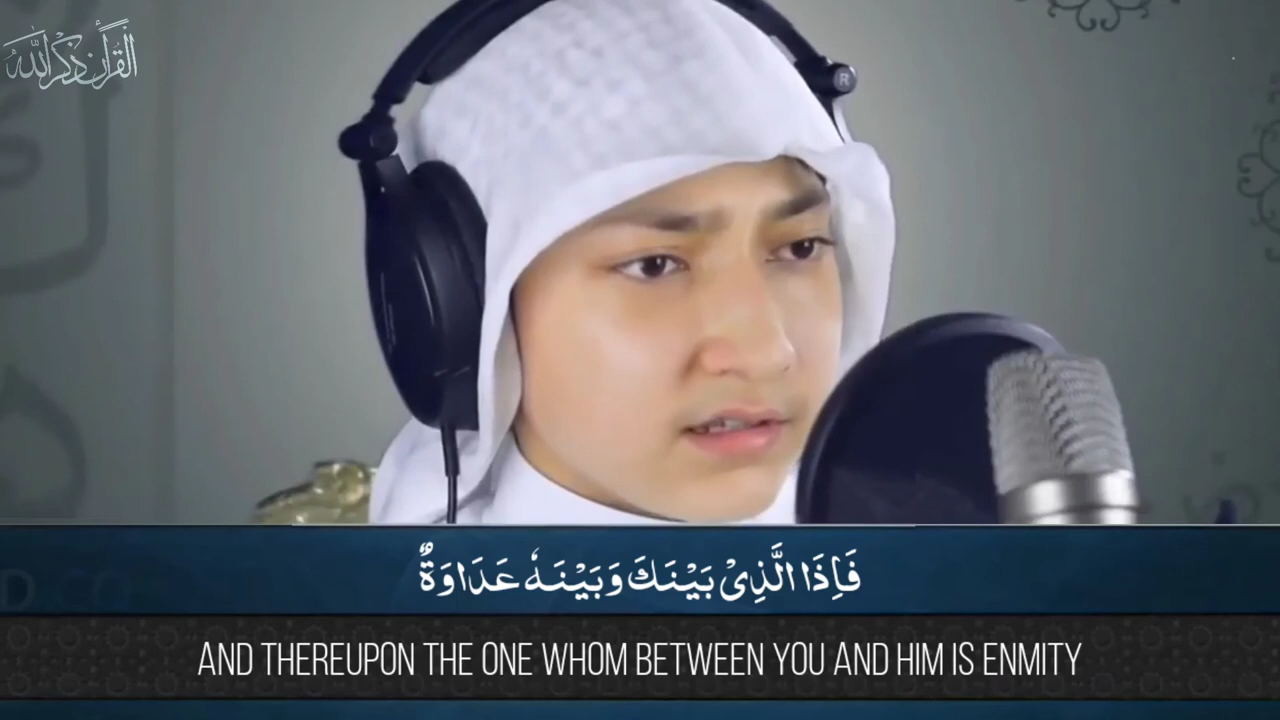 القرآن ذكر الله
R
فَاِذَا الَّذِیْ بَیْنَكَ وَبَیْنَهٗ عَدَاوَةٌ
AND THEREUPON THE ONE WHOM BETWEEN YOU AND HIM IS ENMITY